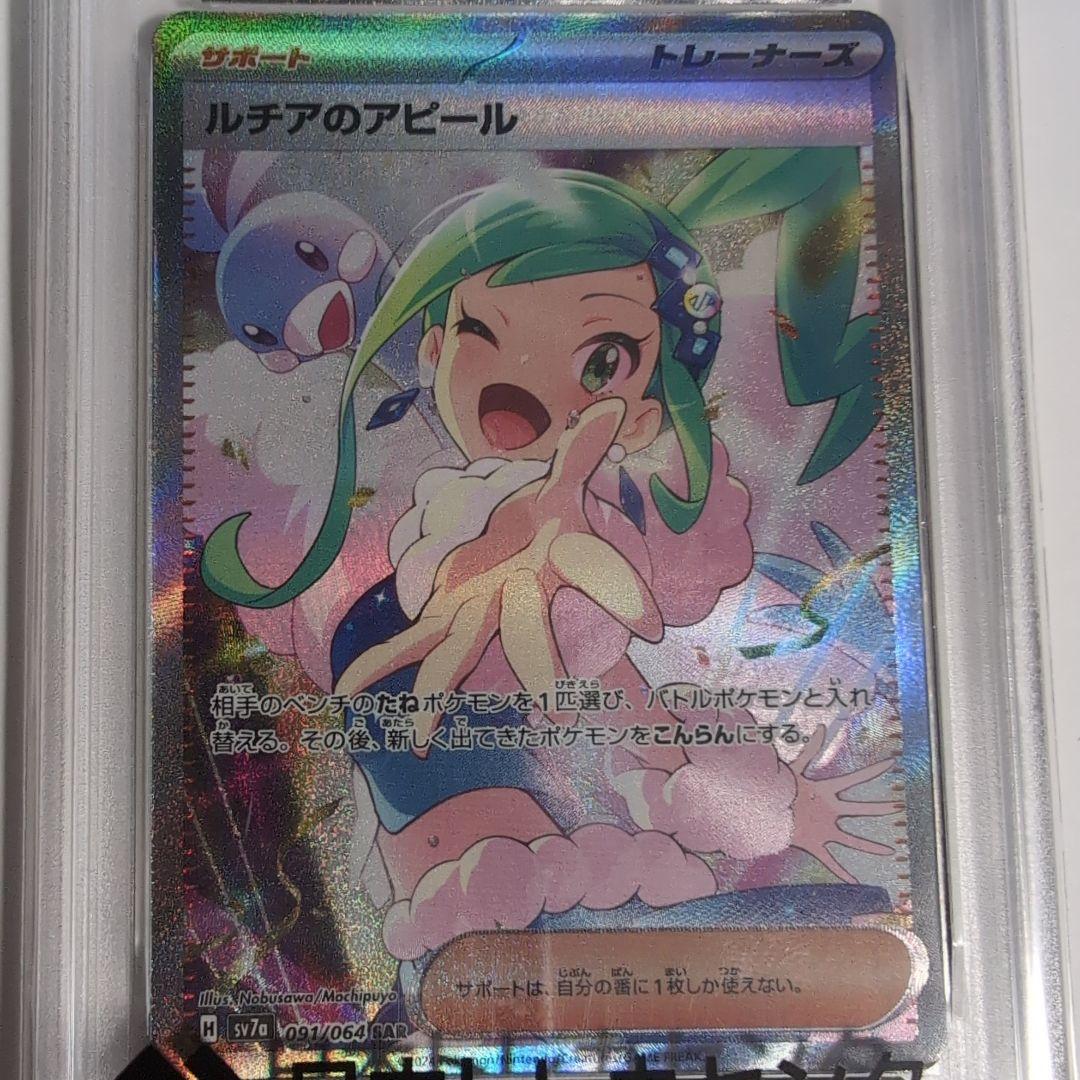 サポート
トレーナーズ
ルチアのアピール
相手のベンチのたねポケモンを1匹選び、バトルポケモンと入れ
替える。その後、新しく出てきたポケモンをこんらんにする。
サポートは、自分の番に1枚しか使えない。
Illus. Nobusawa/Mochipuyo
H sv7a 091/064 SAR